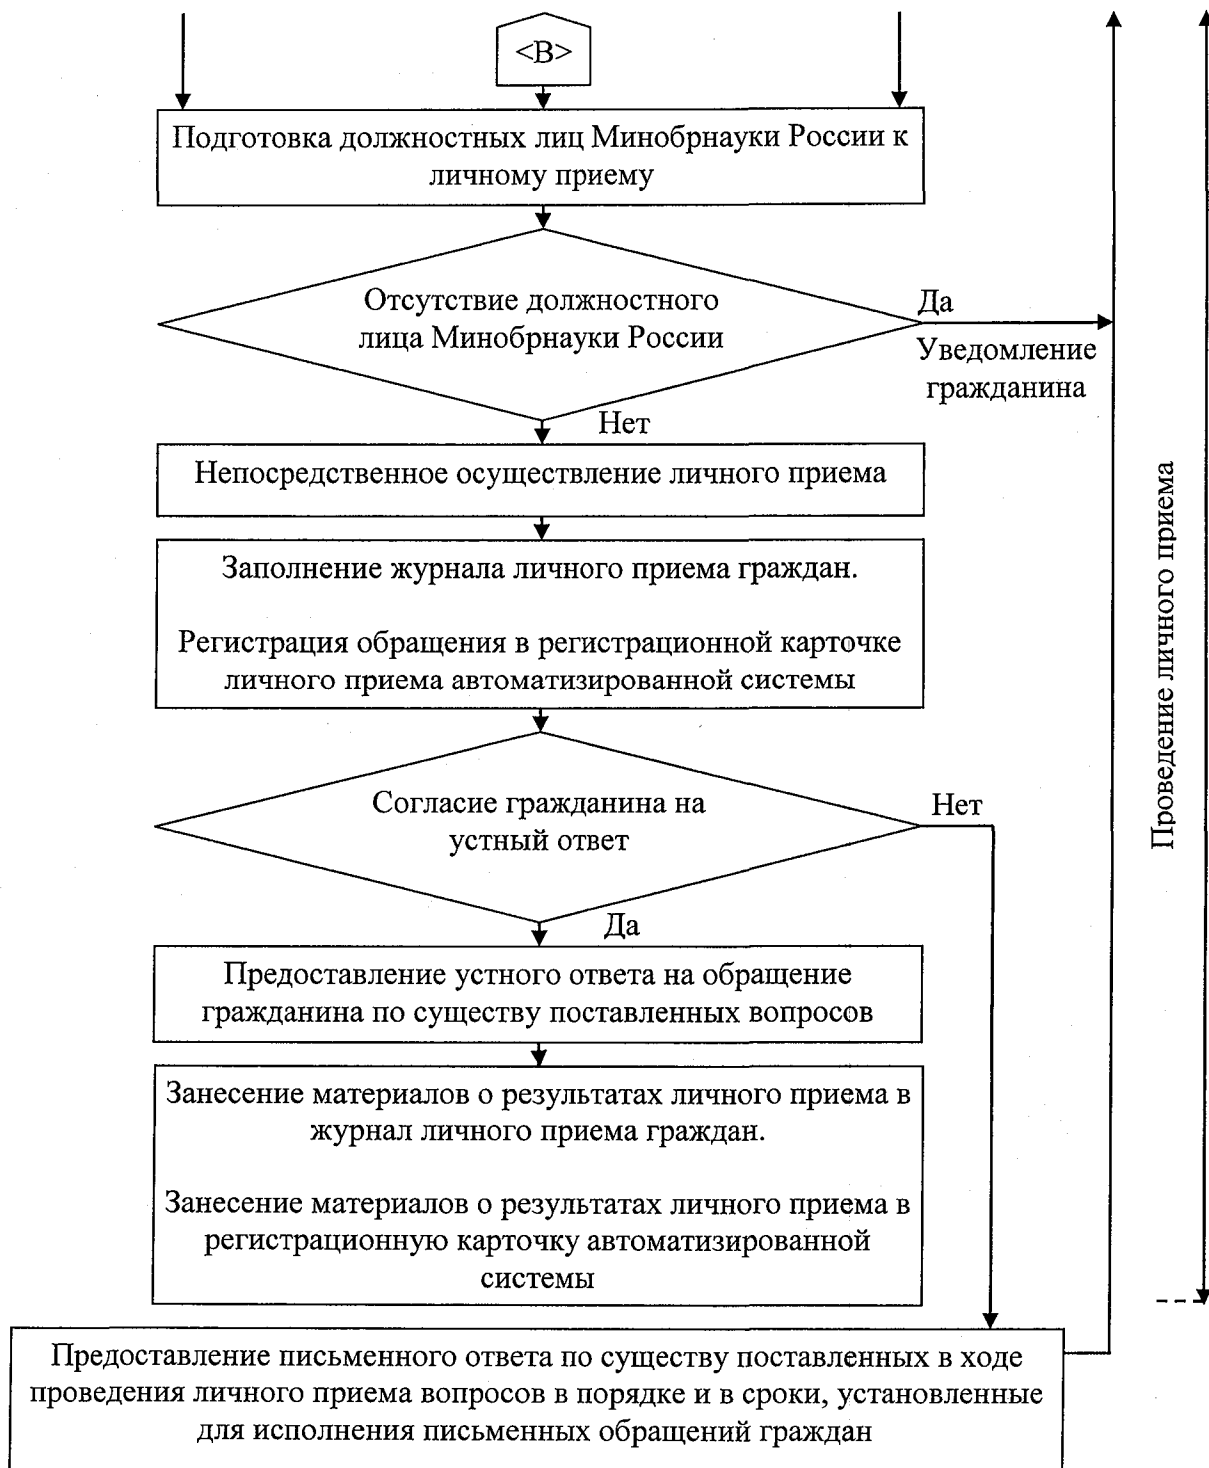 <В>
Подготовка должностных лиц Минобрнауки России к
личному приему
Отсутствие должностного
лица Минобрнауки России
Да
Уведомление
гражданина
Нет
Непосредственное осуществление личного приема
Заполнение журнала личного приема граждан.
Регистрация обращения в регистрационной карточке
личного приема автоматизированной системы
Согласие гражданина на
устный ответ
Нет
Да
Предоставление устного ответа на обращение
гражданина по существу поставленных вопросов
Занесение материалов о результатах личного приема в
журнал личного приема граждан.
Занесение материалов о результатах личного приема в
регистрационную карточку автоматизированной
системы
Предоставление письменного ответа по существу поставленных в ходе
проведения личного приема вопросов в порядке и в сроки, установленные
для исполнения письменных обращений граждан
Проведение личного приема